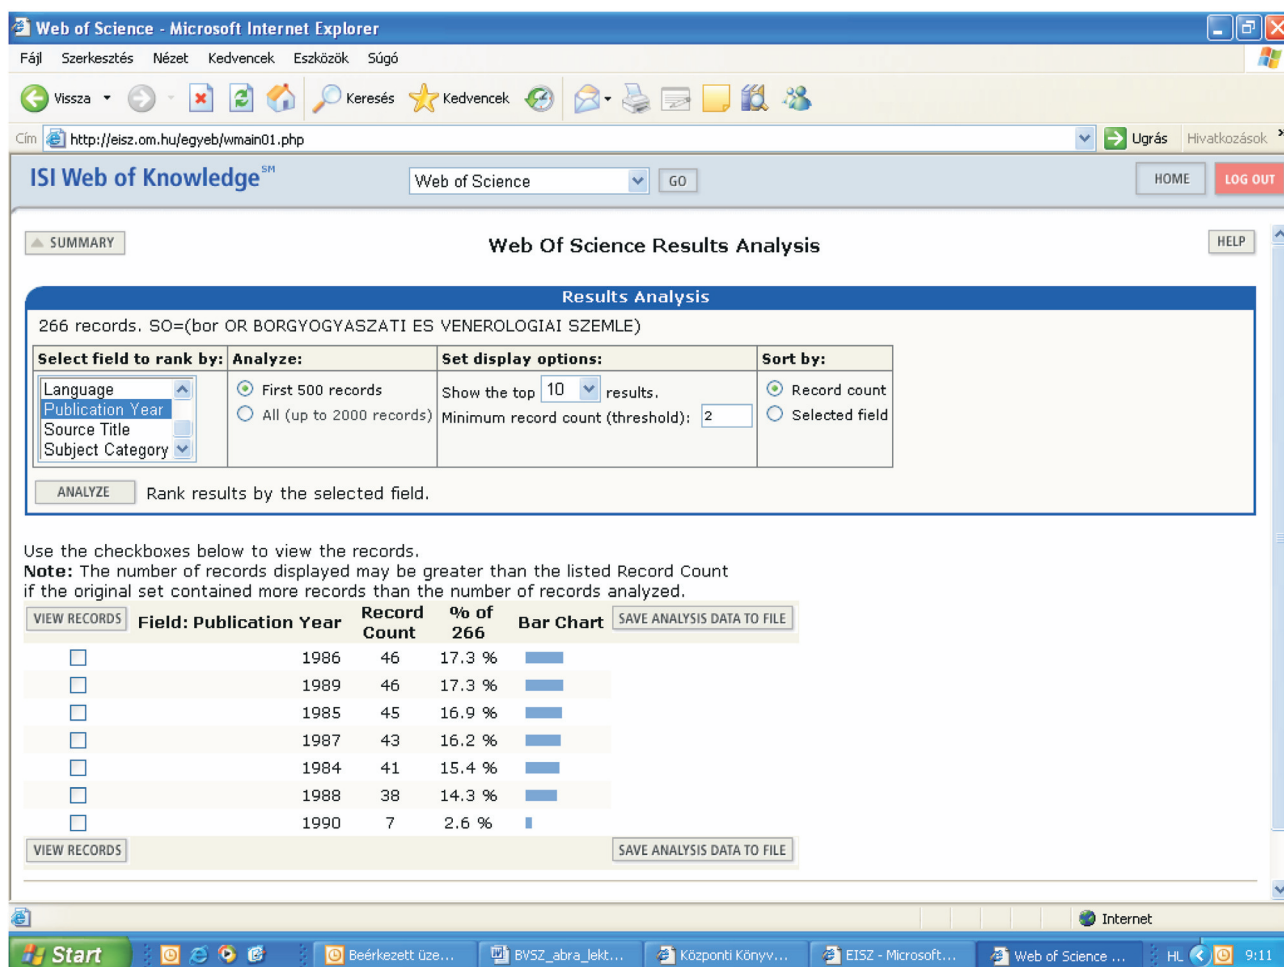 Web of Science - Microsoft Internet Explorer
Fájl Szerkesztés Nézet Kedvencek Eszközök Súgó
Vissza Keresés Kedvencek
Cím http://eisz.om.hu/egyeb/wmain01.php Ugrás Hivatkozások
ISI Web of Knowledge SM Web of Science GO HOME LOG OUT
SUMMARY Web Of Science Results Analysis HELP
Results Analysis
266 records. SO=(bor OR BORGYOGYASZATI ES VENEROLOGIAI SZEMLE)
Select field to rank by: Analyze: Set display options: Sort by:
Language First 500 records Show the top 10 results. Record count
Publication Year All (up to 2000 records) Minimum record count (threshold): 2 Selected field
Source Title
Subject Category
ANALYZE Rank results by the selected field.
Use the checkboxes below to view the records.
Note: The number of records displayed may be greater than the listed Record Count
if the original set contained more records than the number of records analyzed.
VIEW RECORDS Field: Publication Year Record Count % of 266 Bar Chart SAVE ANALYSIS DATA TO FILE
1986 46 17.3 %
1989 46 17.3 %
1985 45 16.9 %
1987 43 16.2 %
1984 41 15.4 %
1988 38 14.3 %
1990 7 2.6 %
VIEW RECORDS SAVE ANALYSIS DATA TO FILE
Internet
Start Beérkezett üze... BVSZ_abra_lekt... Központi Könyv... EISZ - Microsoft... Web of Science ... HL 9:11